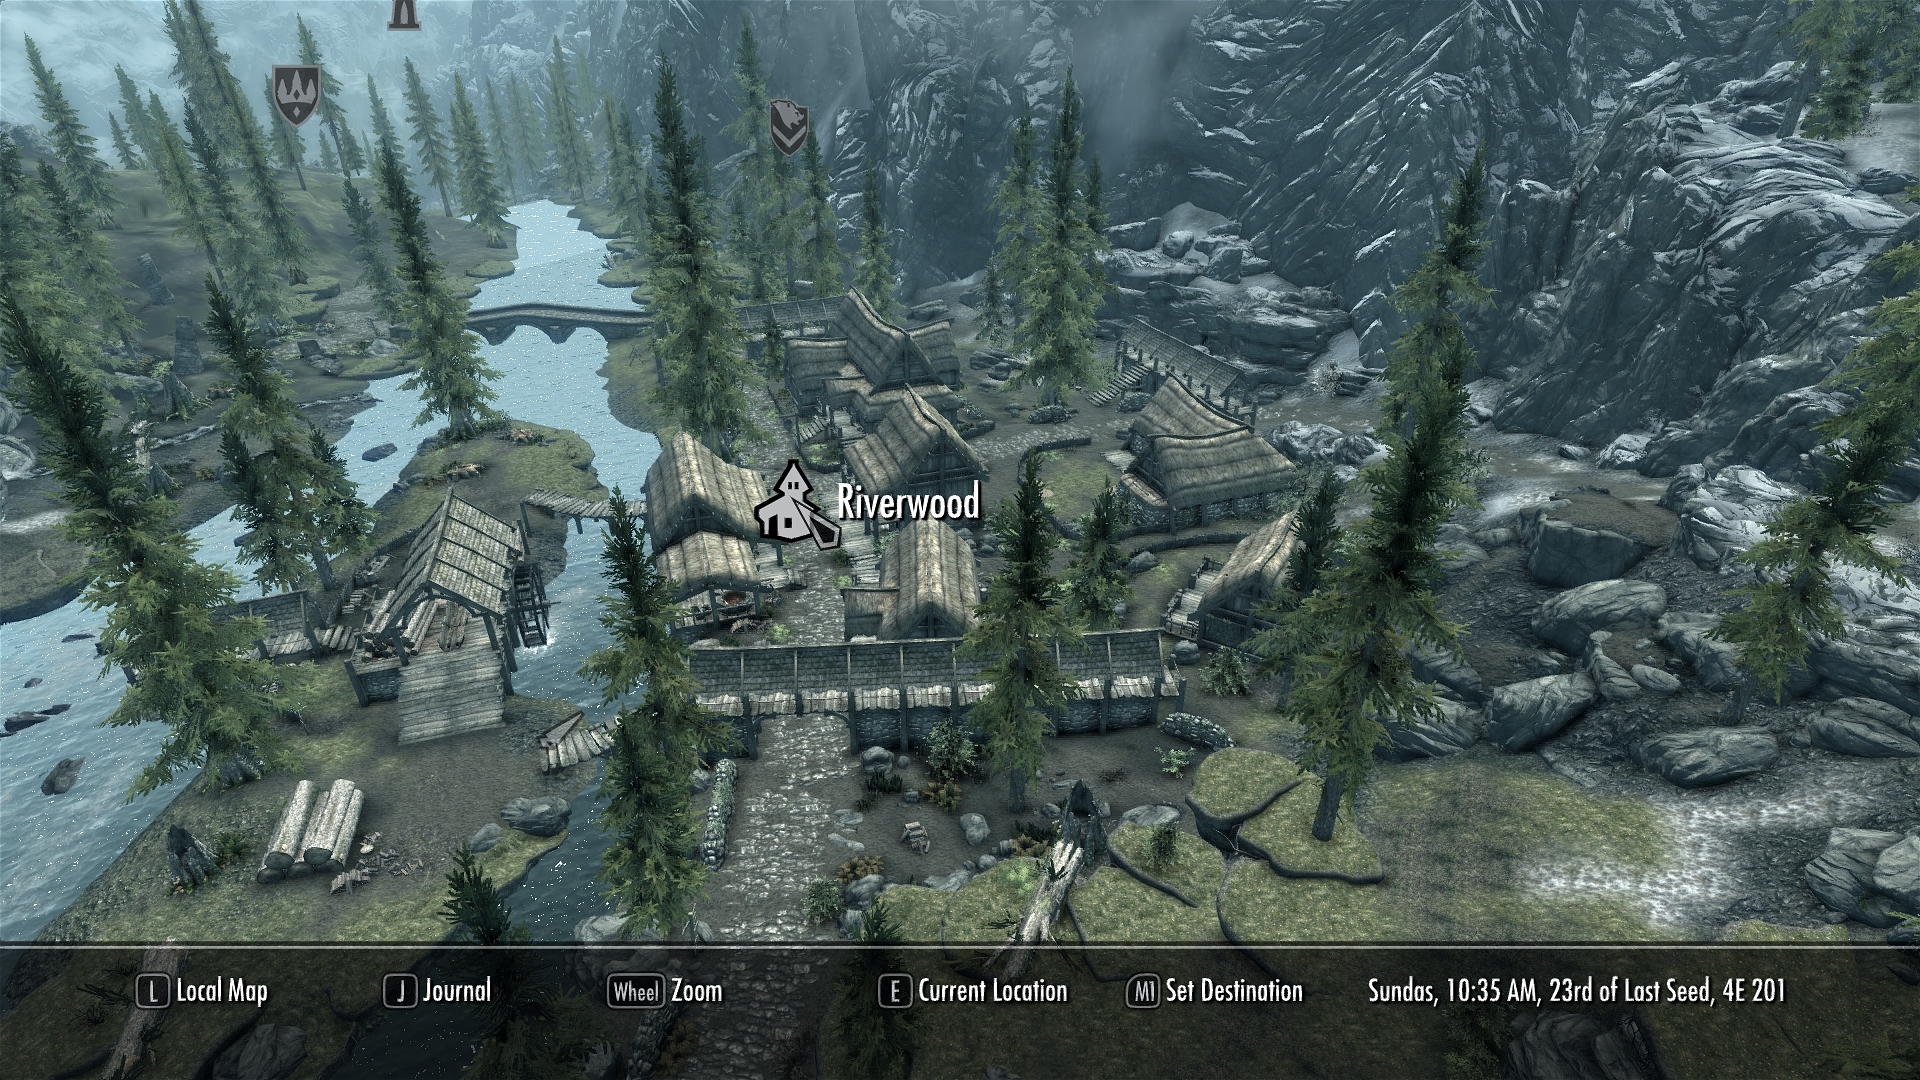 Riverwood
L Local Map
J Journal
Wheel Zoom
E Current Location
M1 Set Destination
Sundas, 10:35 AM, 23rd of Last Seed, 4E 201